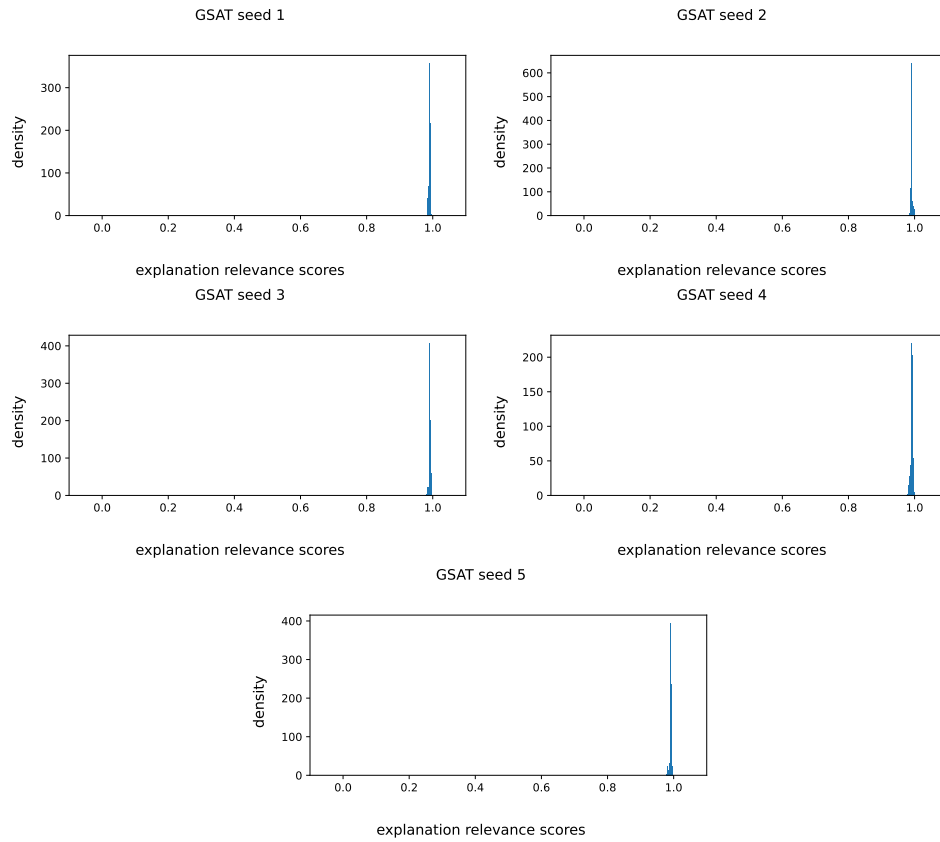 GSAT seed 1
GSAT seed 2
300
200
100
0
density
0.0 0.2 0.4 0.6 0.8 1.0
explanation relevance scores
600
500
400
300
200
100
0
density
0.0 0.2 0.4 0.6 0.8 1.0
explanation relevance scores
GSAT seed 3
GSAT seed 4
400
300
200
100
0
density
0.0 0.2 0.4 0.6 0.8 1.0
explanation relevance scores
200
150
100
50
0
density
0.0 0.2 0.4 0.6 0.8 1.0
explanation relevance scores
GSAT seed 5
400
300
200
100
0
density
0.0 0.2 0.4 0.6 0.8 1.0
explanation relevance scores